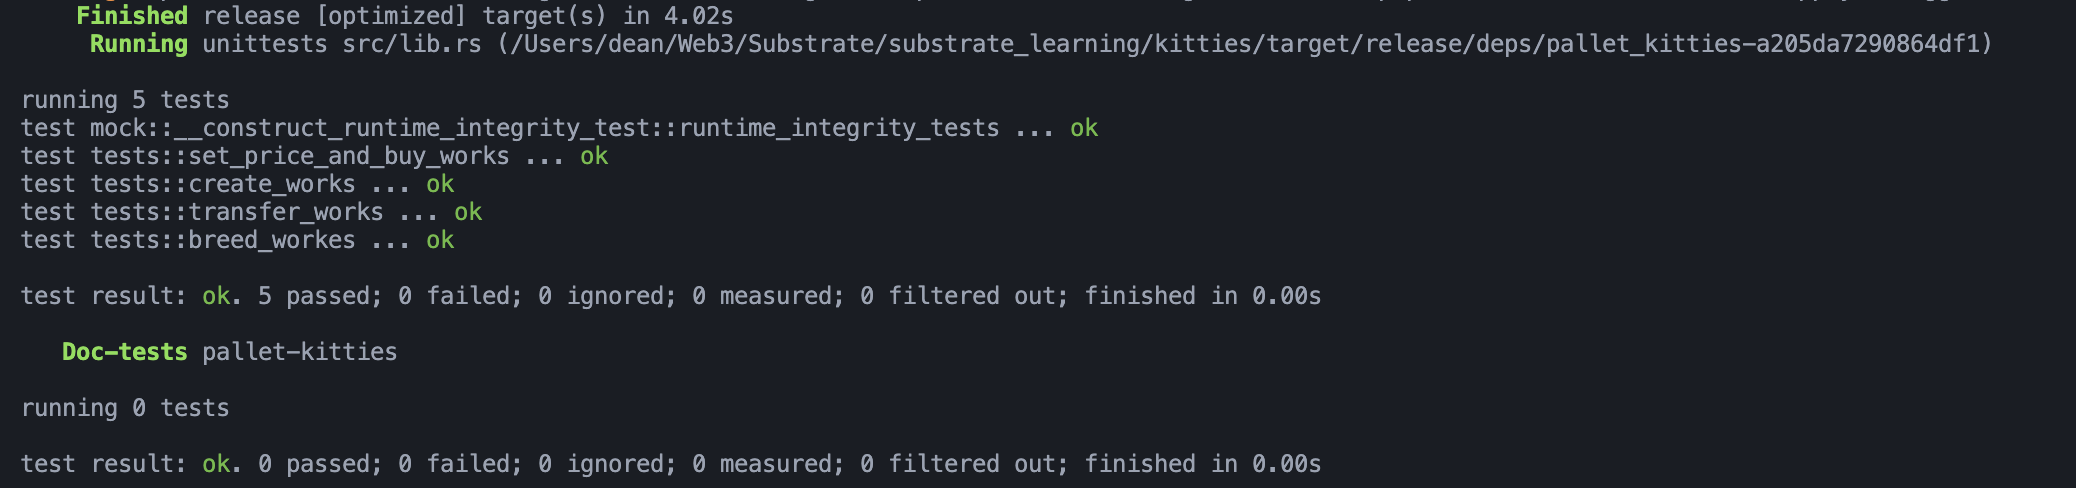 Finished release [optimized] target(s) in 4.02s
Running unittests src/lib.rs (/Users/dean/Web3/Substrate/substrate_learning/kitties/target/release/deps/pallet_kitties-a205da7290864df1)
running 5 tests
test mock::__construct_runtime_integrity_test::runtime_integrity_tests ... ok
test tests::set_price_and_buy_works ... ok
test tests::create_works ... ok
test tests::transfer_works ... ok
test tests::breed_workes ... ok
test result: ok. 5 passed; 0 failed; 0 ignored; 0 measured; 0 filtered out; finished in 0.00s
Doc-tests pallet-kitties
running 0 tests
test result: ok. 0 passed; 0 failed; 0 ignored; 0 measured; 0 filtered out; finished in 0.00s